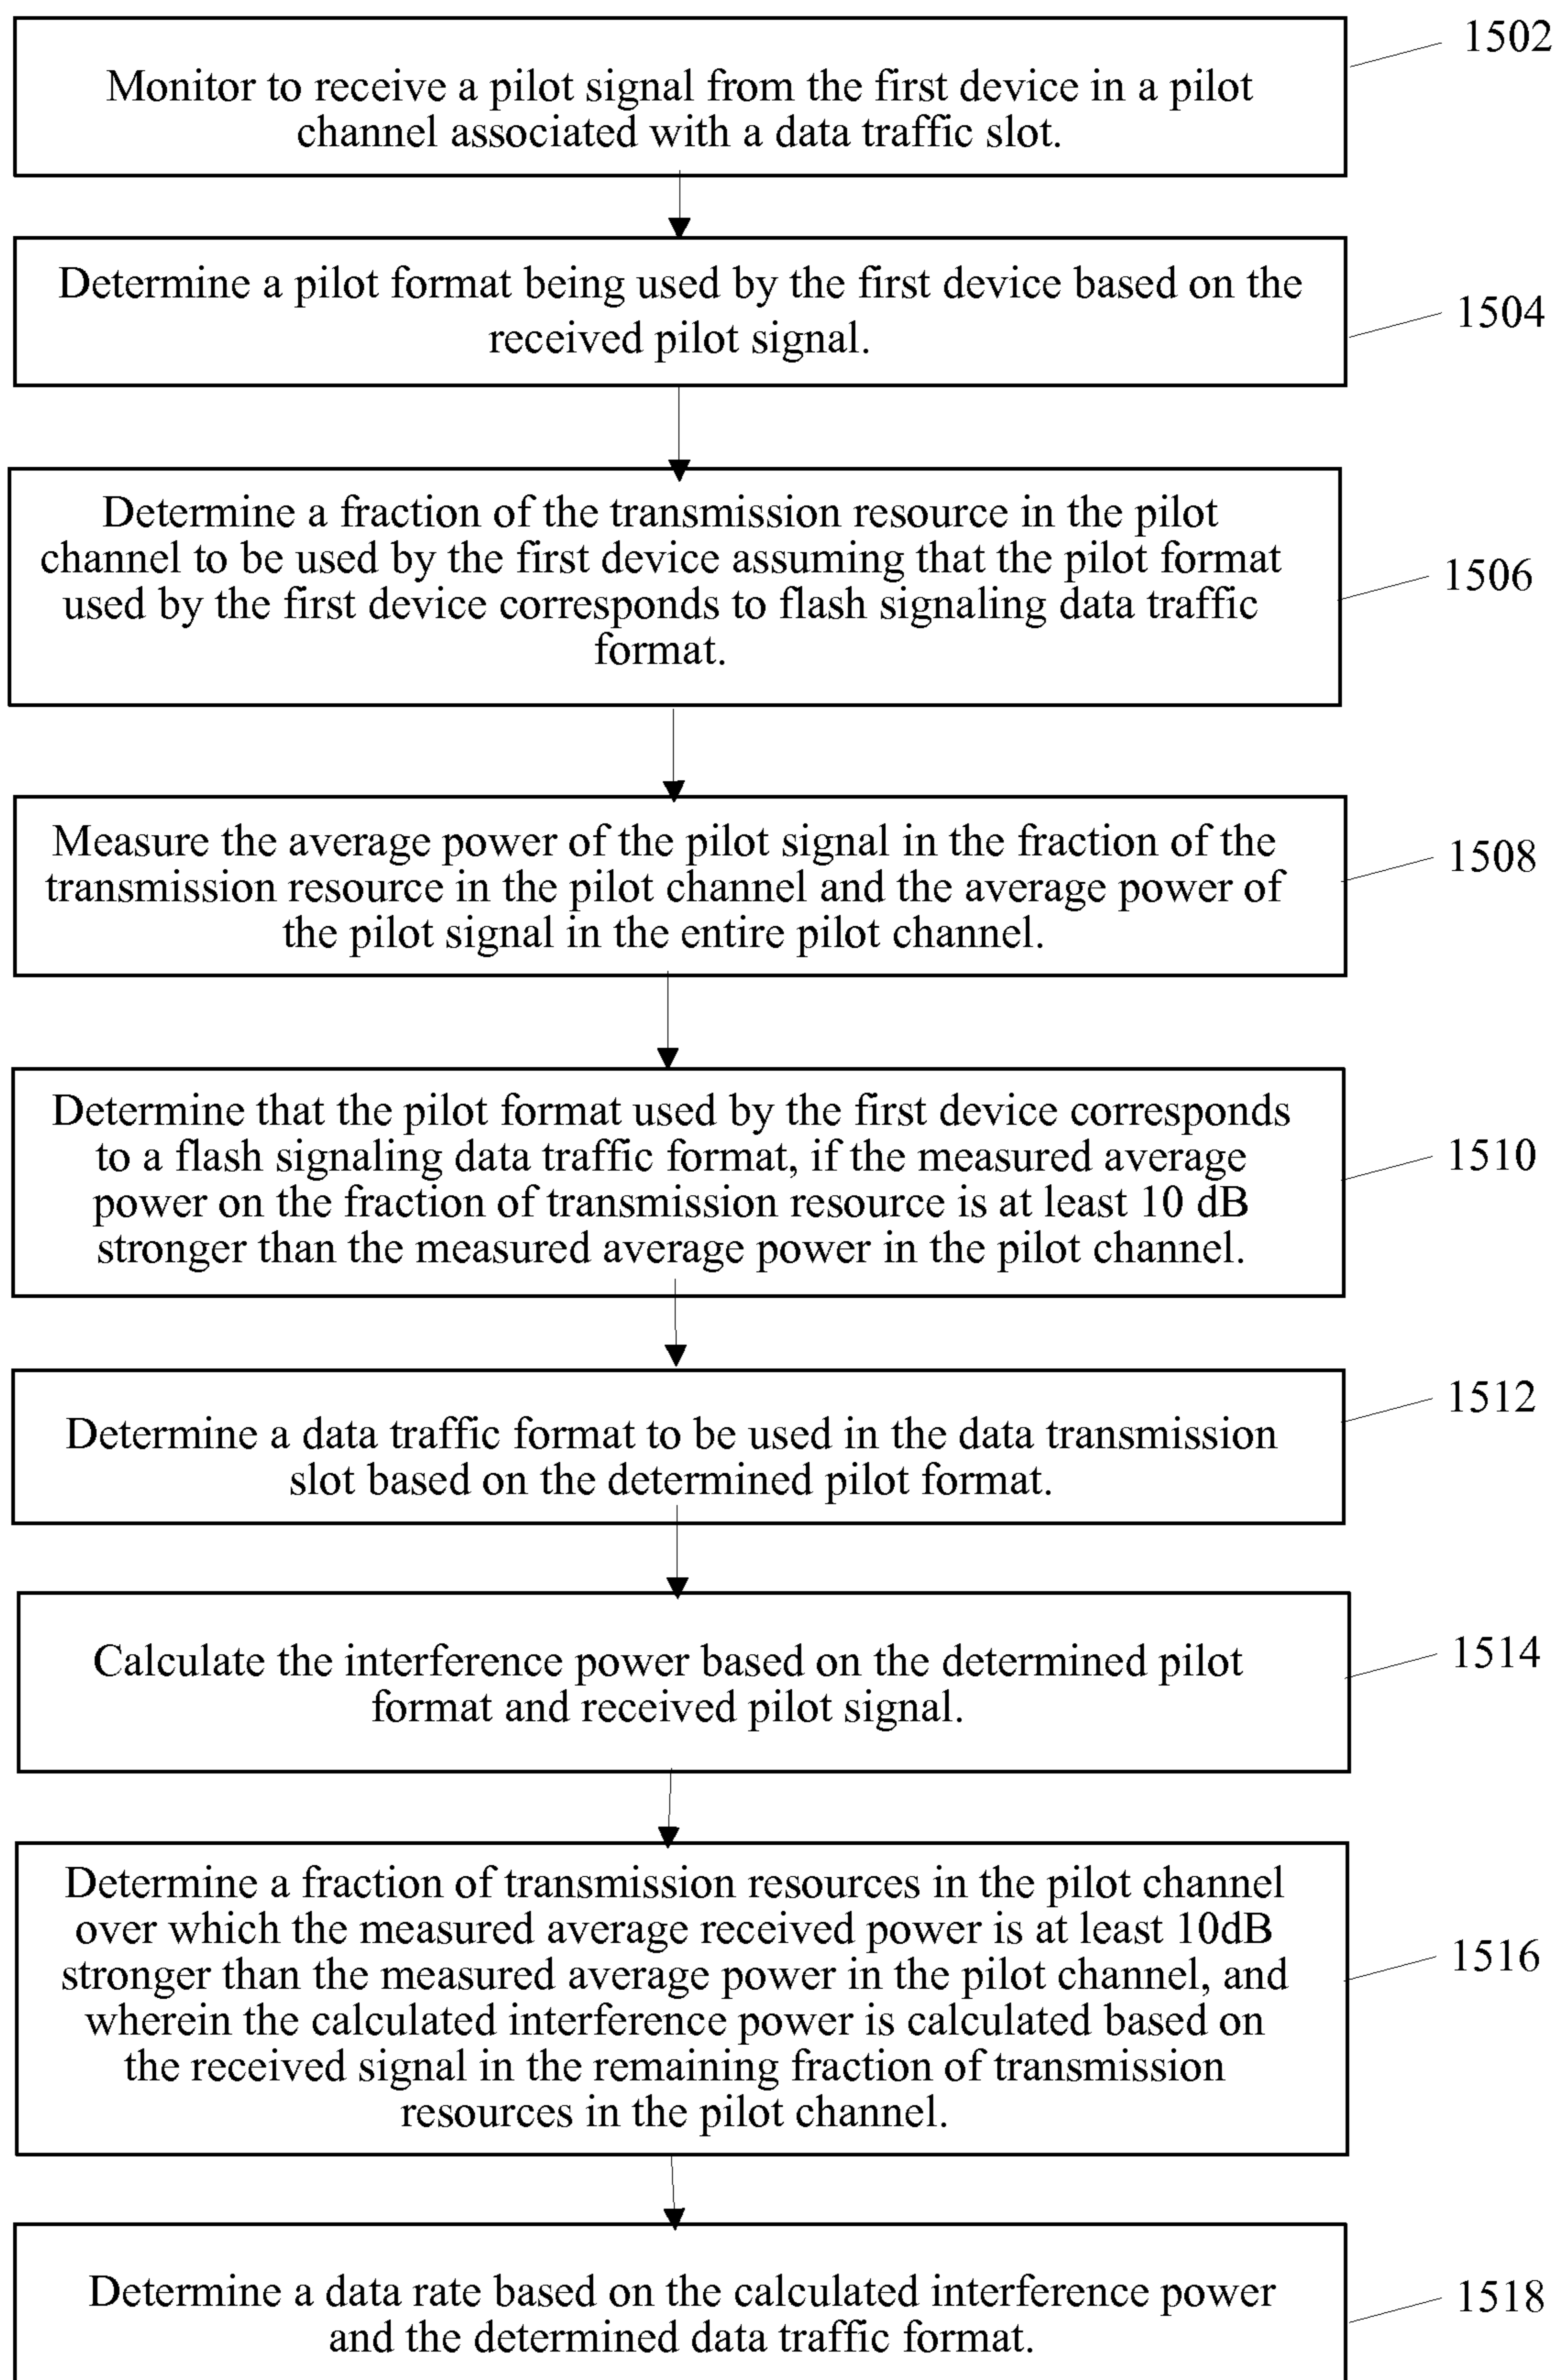 1502
Monitor to receive a pilot signal from the first device in a pilot
channel associated with a data traffic slot.
Determine a pilot format being used by the first device based on the
received pilot signal.
1504
Determine a fraction of the transmission resource in the pilot
channel to be used by the first device assuming that the pilot format
used by the first device corresponds to flash signaling data traffic
format.
1506
Measure the average power of the pilot signal in the fraction of the
transmission resource in the pilot channel and the average power of
the pilot signal in the entire pilot channel.
1508
Determine that the pilot format used by the first device corresponds
to a flash signaling data traffic format, if the measured average
power on the fraction of transmission resource is at least 10 dB
stronger than the measured average power in the pilot channel.
1510
Determine a data traffic format to be used in the data transmission
slot based on the determined pilot format.
1512
Calculate the interference power based on the determined pilot
format and received pilot signal.
1514
Determine a fraction of transmission resources in the pilot channel
over which the measured average received power is at least 10dB
stronger than the measured average power in the pilot channel, and
wherein the calculated interference power is calculated based on
the received signal in the remaining fraction of transmission
resources in the pilot channel.
1516
Determine a data rate based on the calculated interference power
and the determined data traffic format.
1518